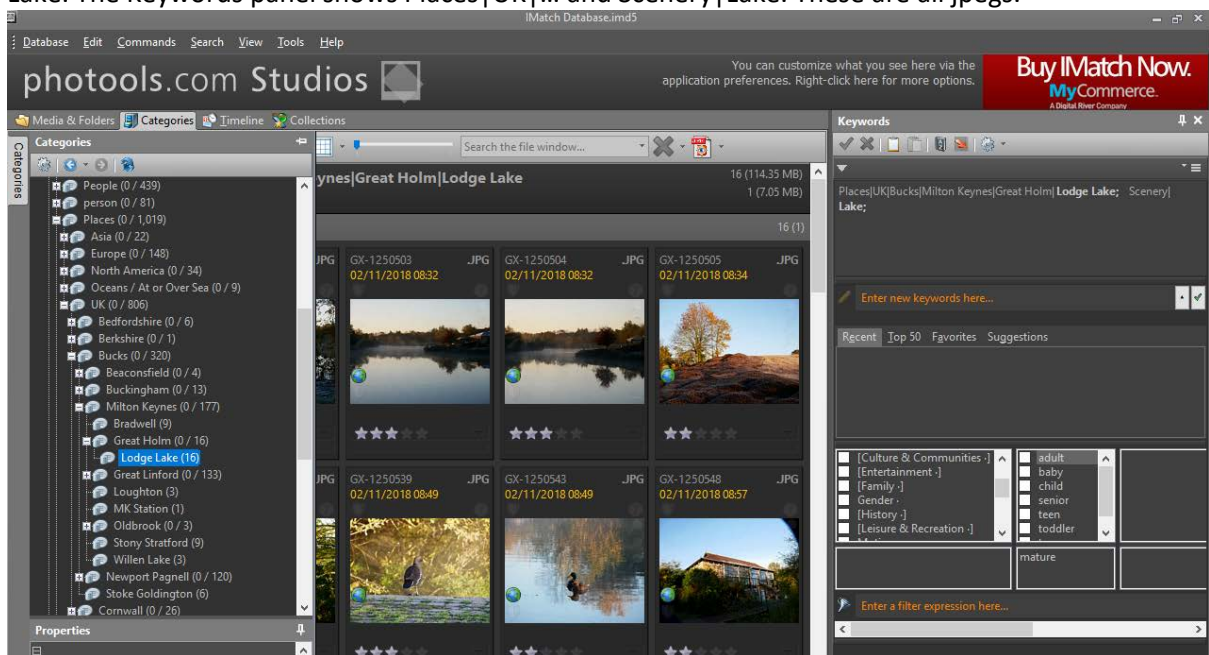 Lake. The Keywords panel shows Places|UK|… and Scenery|Lake. These are all jpegs.
IMatch Database.imd5
Database Edit Commands Search View Tools Help
photools.com Studios
You can customize what you see here via the
application preferences. Right-click here for more options.
Buy IMatch Now.
MyCommerce.
A Digital River Company
Media & Folders Categories Timeline Collections
Categories
Categories
People (0 / 439)
person (0 / 81)
Places (0 / 1,019)
Asia (0 / 22)
Europe (0 / 148)
North America (0 / 34)
Oceans / At or Over Sea (0 / 9)
UK (0 / 806)
Bedfordshire (0 / 6)
Berkshire (0 / 1)
Bucks (0 / 320)
Beaconsfield (0 / 4)
Buckingham (0 / 13)
Milton Keynes (0 / 177)
Bradwell (9)
Great Holm (0 / 16)
Lodge Lake (16)
Great Linford (0 / 133)
Loughton (3)
MK Station (1)
Oldbrook (0 / 3)
Stony Stratford (9)
Willen Lake (3)
Newport Pagnell (0 / 120)
Stoke Goldington (6)
Cornwall (0 / 26)
Properties
Search the file window...
ynes|Great Holm|Lodge Lake
16 (114.35 MB)
1 (7.05 MB)
16 (1)
JPG GX-1250503 .JPG GX-1250504 .JPG GX-1250505 .JPG
02/11/2018 08:32 02/11/2018 08:32 02/11/2018 08:34
JPG GX-1250539 .JPG GX-1250543 .JPG GX-1250548 .JPG
02/11/2018 08:49 02/11/2018 08:49 02/11/2018 08:57
Keywords
Places|UK|Bucks|Milton Keynes|Great Holm|Lodge Lake; Scenery|
Lake;
Enter new keywords here...
Recent Top 50 Favorites Suggestions
[Culture & Communities ·] adult
[Entertainment ·] baby
[Family ·] child
Gender · senior
[History ·] teen
[Leisure & Recreation ·] toddler
mature
Enter a filter expression here...